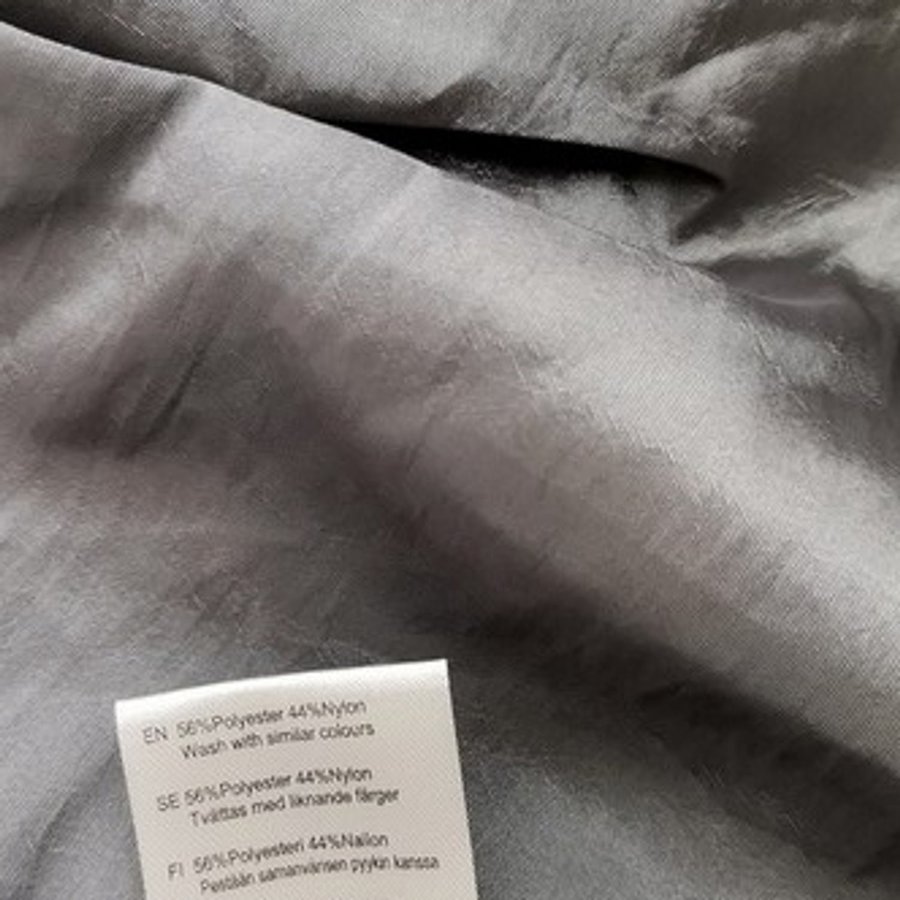 EN 56%Polyester 44%Nylon
Wash with similar colours
SE 56%Polyester 44%Nylon
Tvättas med liknande färger
FI 56%Polyesteri 44%Nailon
Pestään samanvärisen pyykin kanssa